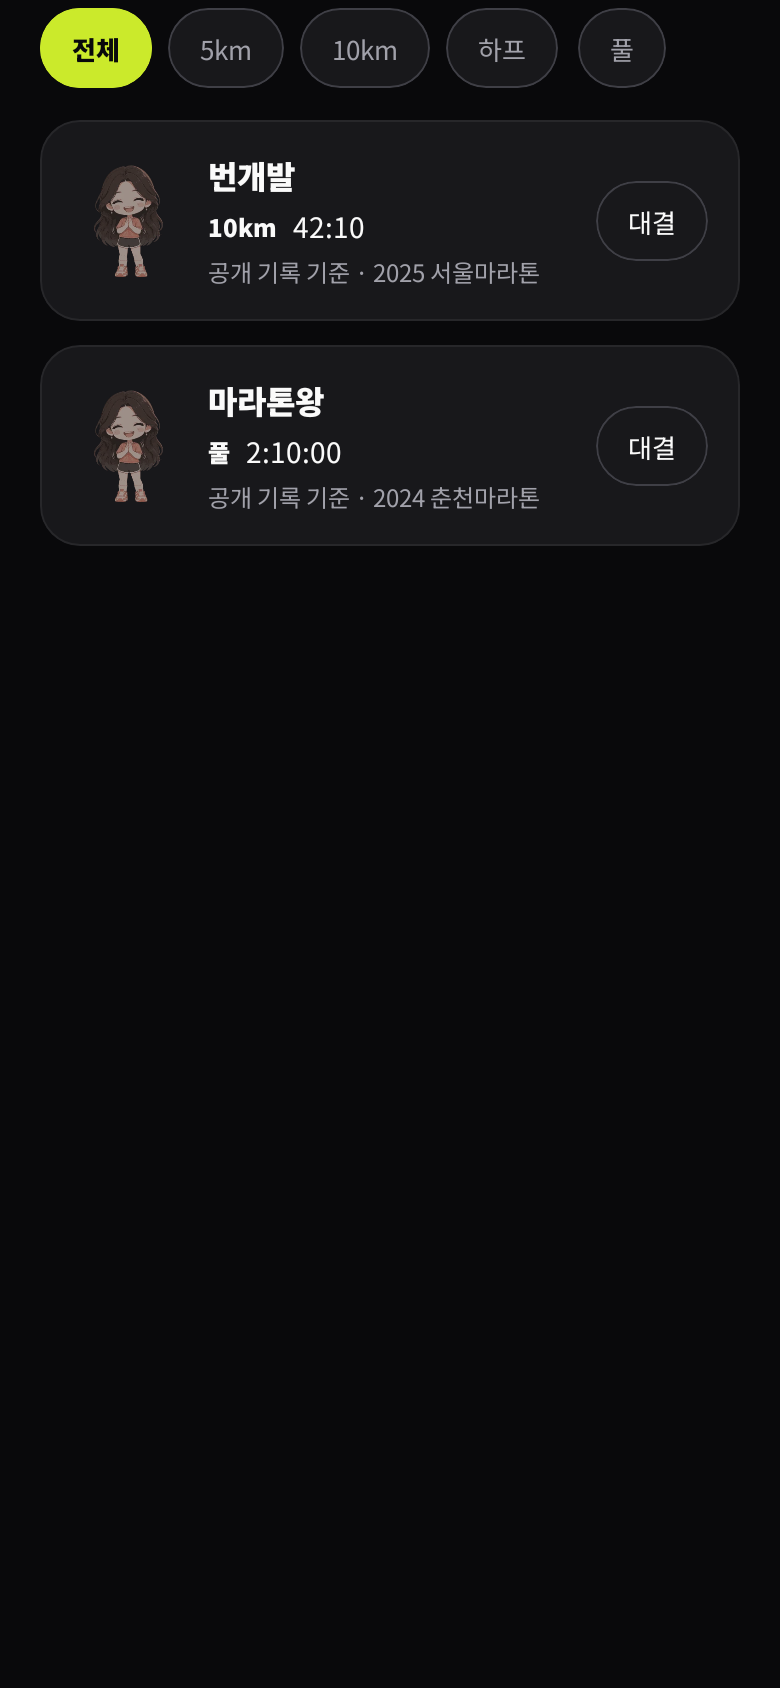 전체 5km 10km 하프 풀
번개발
10km 42:10
공개 기록 기준 · 2025 서울마라톤
대결
마라톤왕
풀 2:10:00
공개 기록 기준 · 2024 춘천마라톤
대결